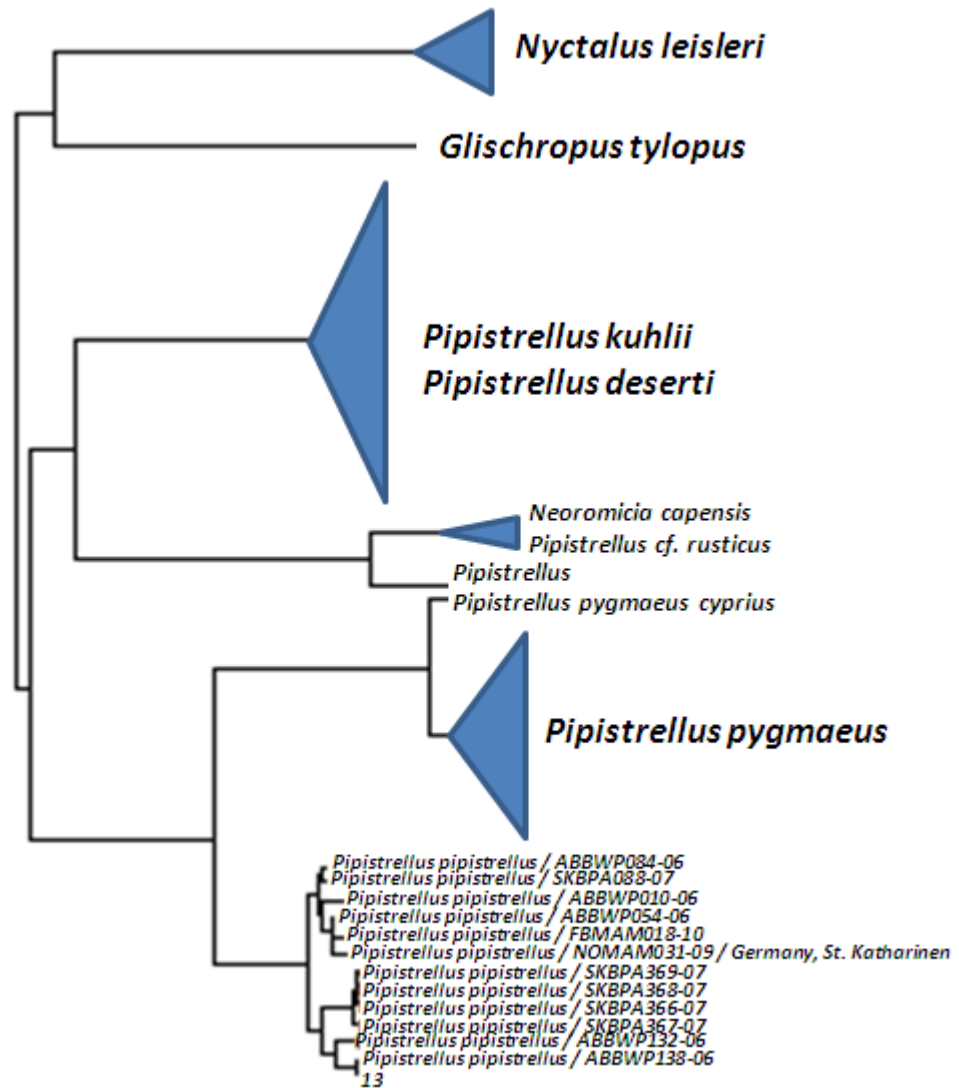 Nyctalus leisleri
Glischropus tylopus
Pipistrellus kuhlii
Pipistrellus deserti
Neoromicia capensis
Pipistrellus cf. rusticus
Pipistrellus
Pipistrellus pygmaeus cyprius
Pipistrellus pygmaeus
Pipistrellus pipistrellus / ABBWP084-06
Pipistrellus pipistrellus / SKBPA088-07
Pipistrellus pipistrellus / ABBWP010-06
Pipistrellus pipistrellus / ABBWP054-06
Pipistrellus pipistrellus / FBMAM018-10
Pipistrellus pipistrellus / NOMAM031-09 / Germany, St. Katharinen
Pipistrellus pipistrellus / SKBPA369-07
Pipistrellus pipistrellus / SKBPA368-07
Pipistrellus pipistrellus / SKBPA366-07
Pipistrellus pipistrellus / SKBPA367-07
Pipistrellus pipistrellus / ABBWP132-06
Pipistrellus pipistrellus / ABBWP138-06
13